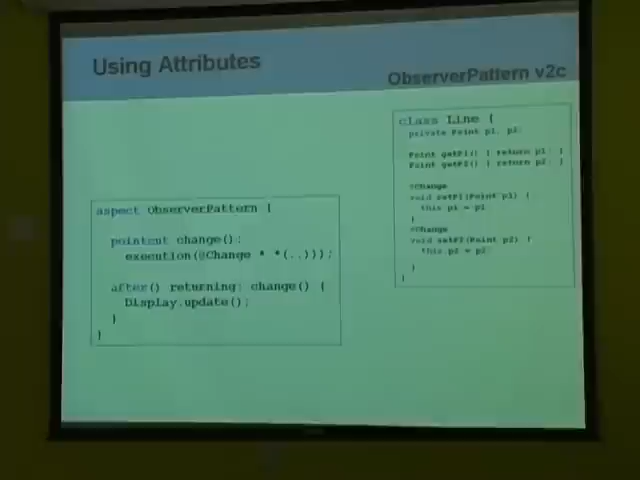 Using Attributes
ObserverPattern v2c
class Line {
private Point p1, p2;
Point getP1() { return p1; }
Point getP2() { return p2; }
@Change
void setP1(Point p1) {
this.p1 = p1;
}
@Change
void setP2(Point p2) {
this.p2 = p2;
}
}
aspect ObserverPattern {
pointcut change():
execution(@Change * *(..)));
after() returning: change() {
Display.update();
}
}